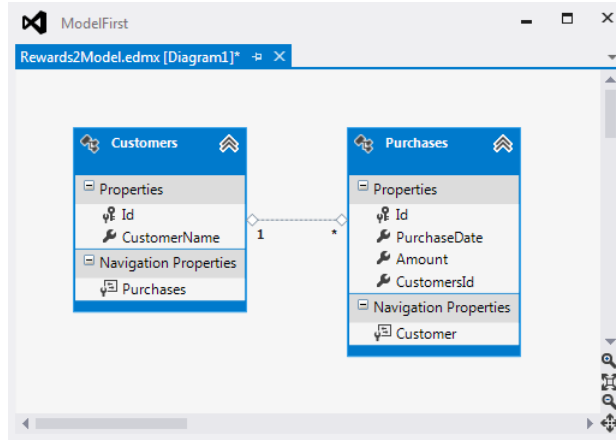 ModelFirst
Rewards2Model.edmx [Diagram1]*
Customers
Properties
Id
CustomerName
Navigation Properties
Purchases
1
*
Purchases
Properties
Id
PurchaseDate
Amount
CustomersId
Navigation Properties
Customer